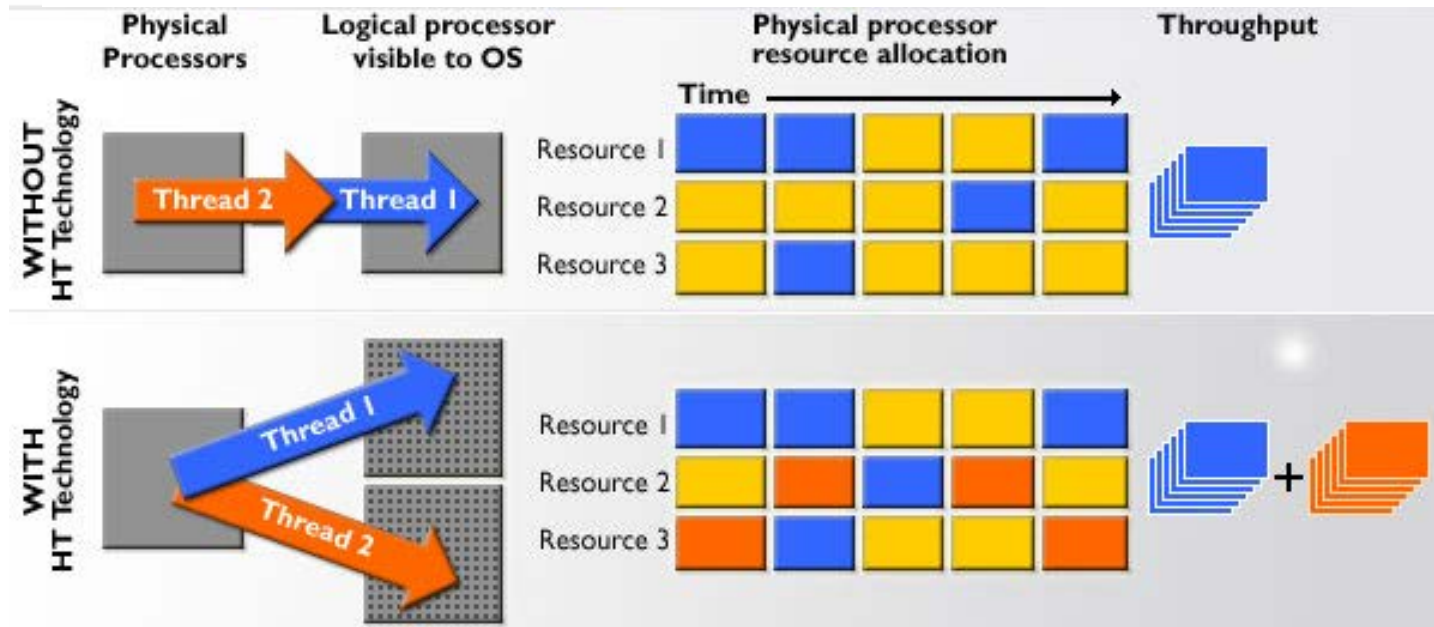 Physical
Processors
Logical processor
visible to OS
Physical processor
resource allocation
Throughput
WITHOUT
HT Technology
Thread 2
Thread 1
Time
Resource 1
Resource 2
Resource 3
WITH
HT Technology
Thread 1
Thread 2
Resource 1
Resource 2
Resource 3
+